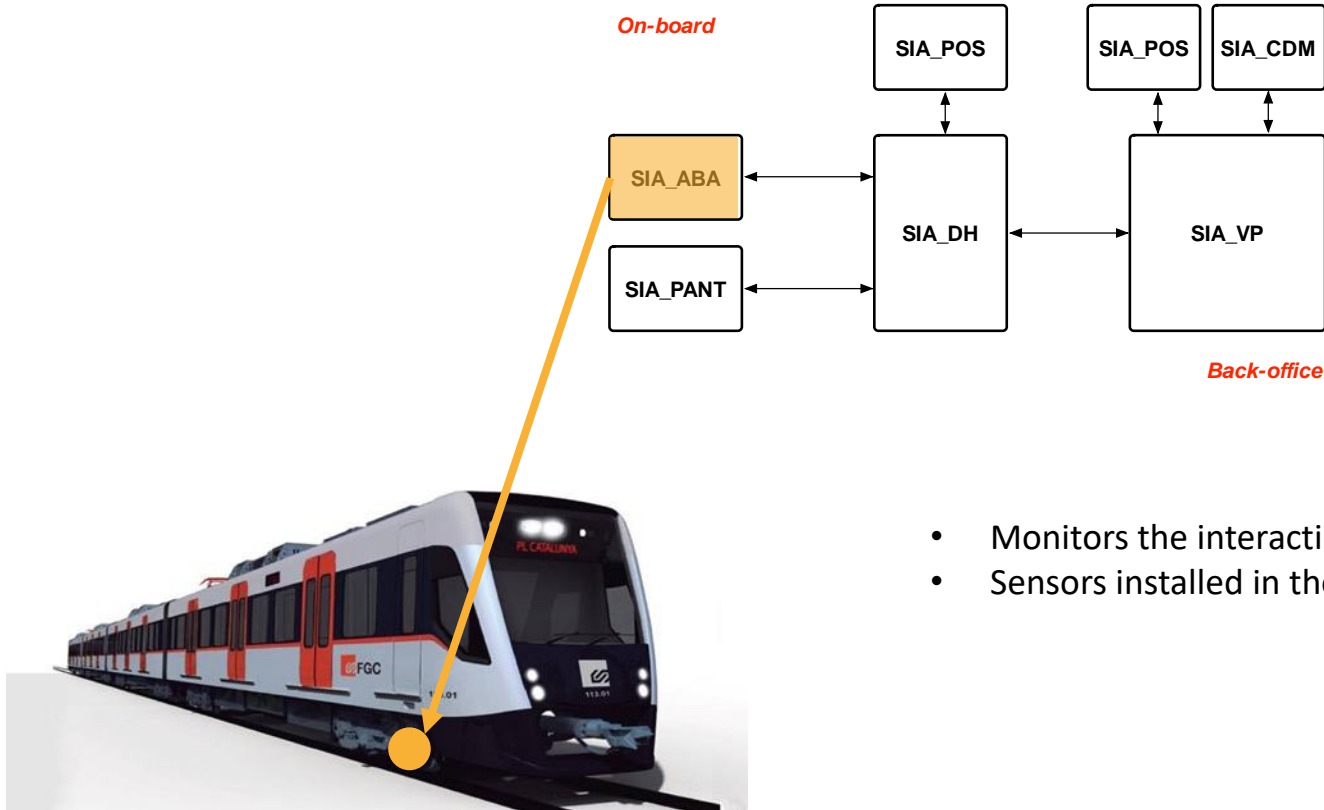 On-board
SIA_POS
SIA_POS
SIA_CDM
SIA_ABA
SIA_DH
SIA_VP
SIA_PANT
Back-office
PL.CATALUNYA
• Monitors the interacti
• Sensors installed in the
FGC
113.01